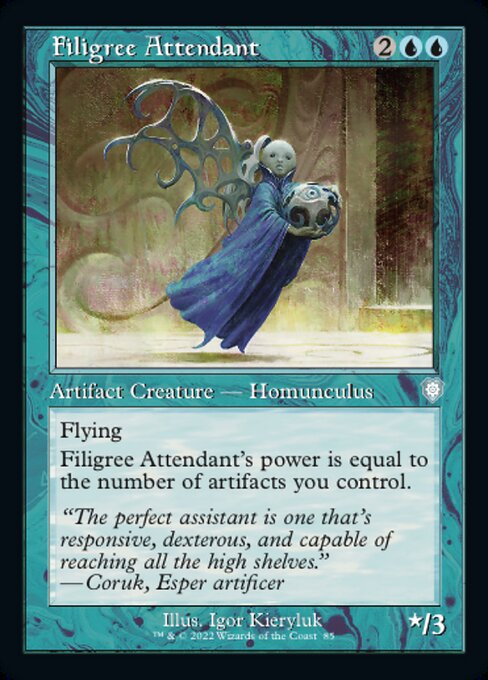 Filigree Attendant 2
Artifact Creature — Homunculus
Flying
Filigree Attendant's power is equal to
the number of artifacts you control.
“The perfect assistant is one that's
responsive, dexterous, and capable of
reaching all the high shelves.”
—Coruk, Esper artificer
Illus. Igor Kieryluk
™ & © 2022 Wizards of the Coast 85
★/3